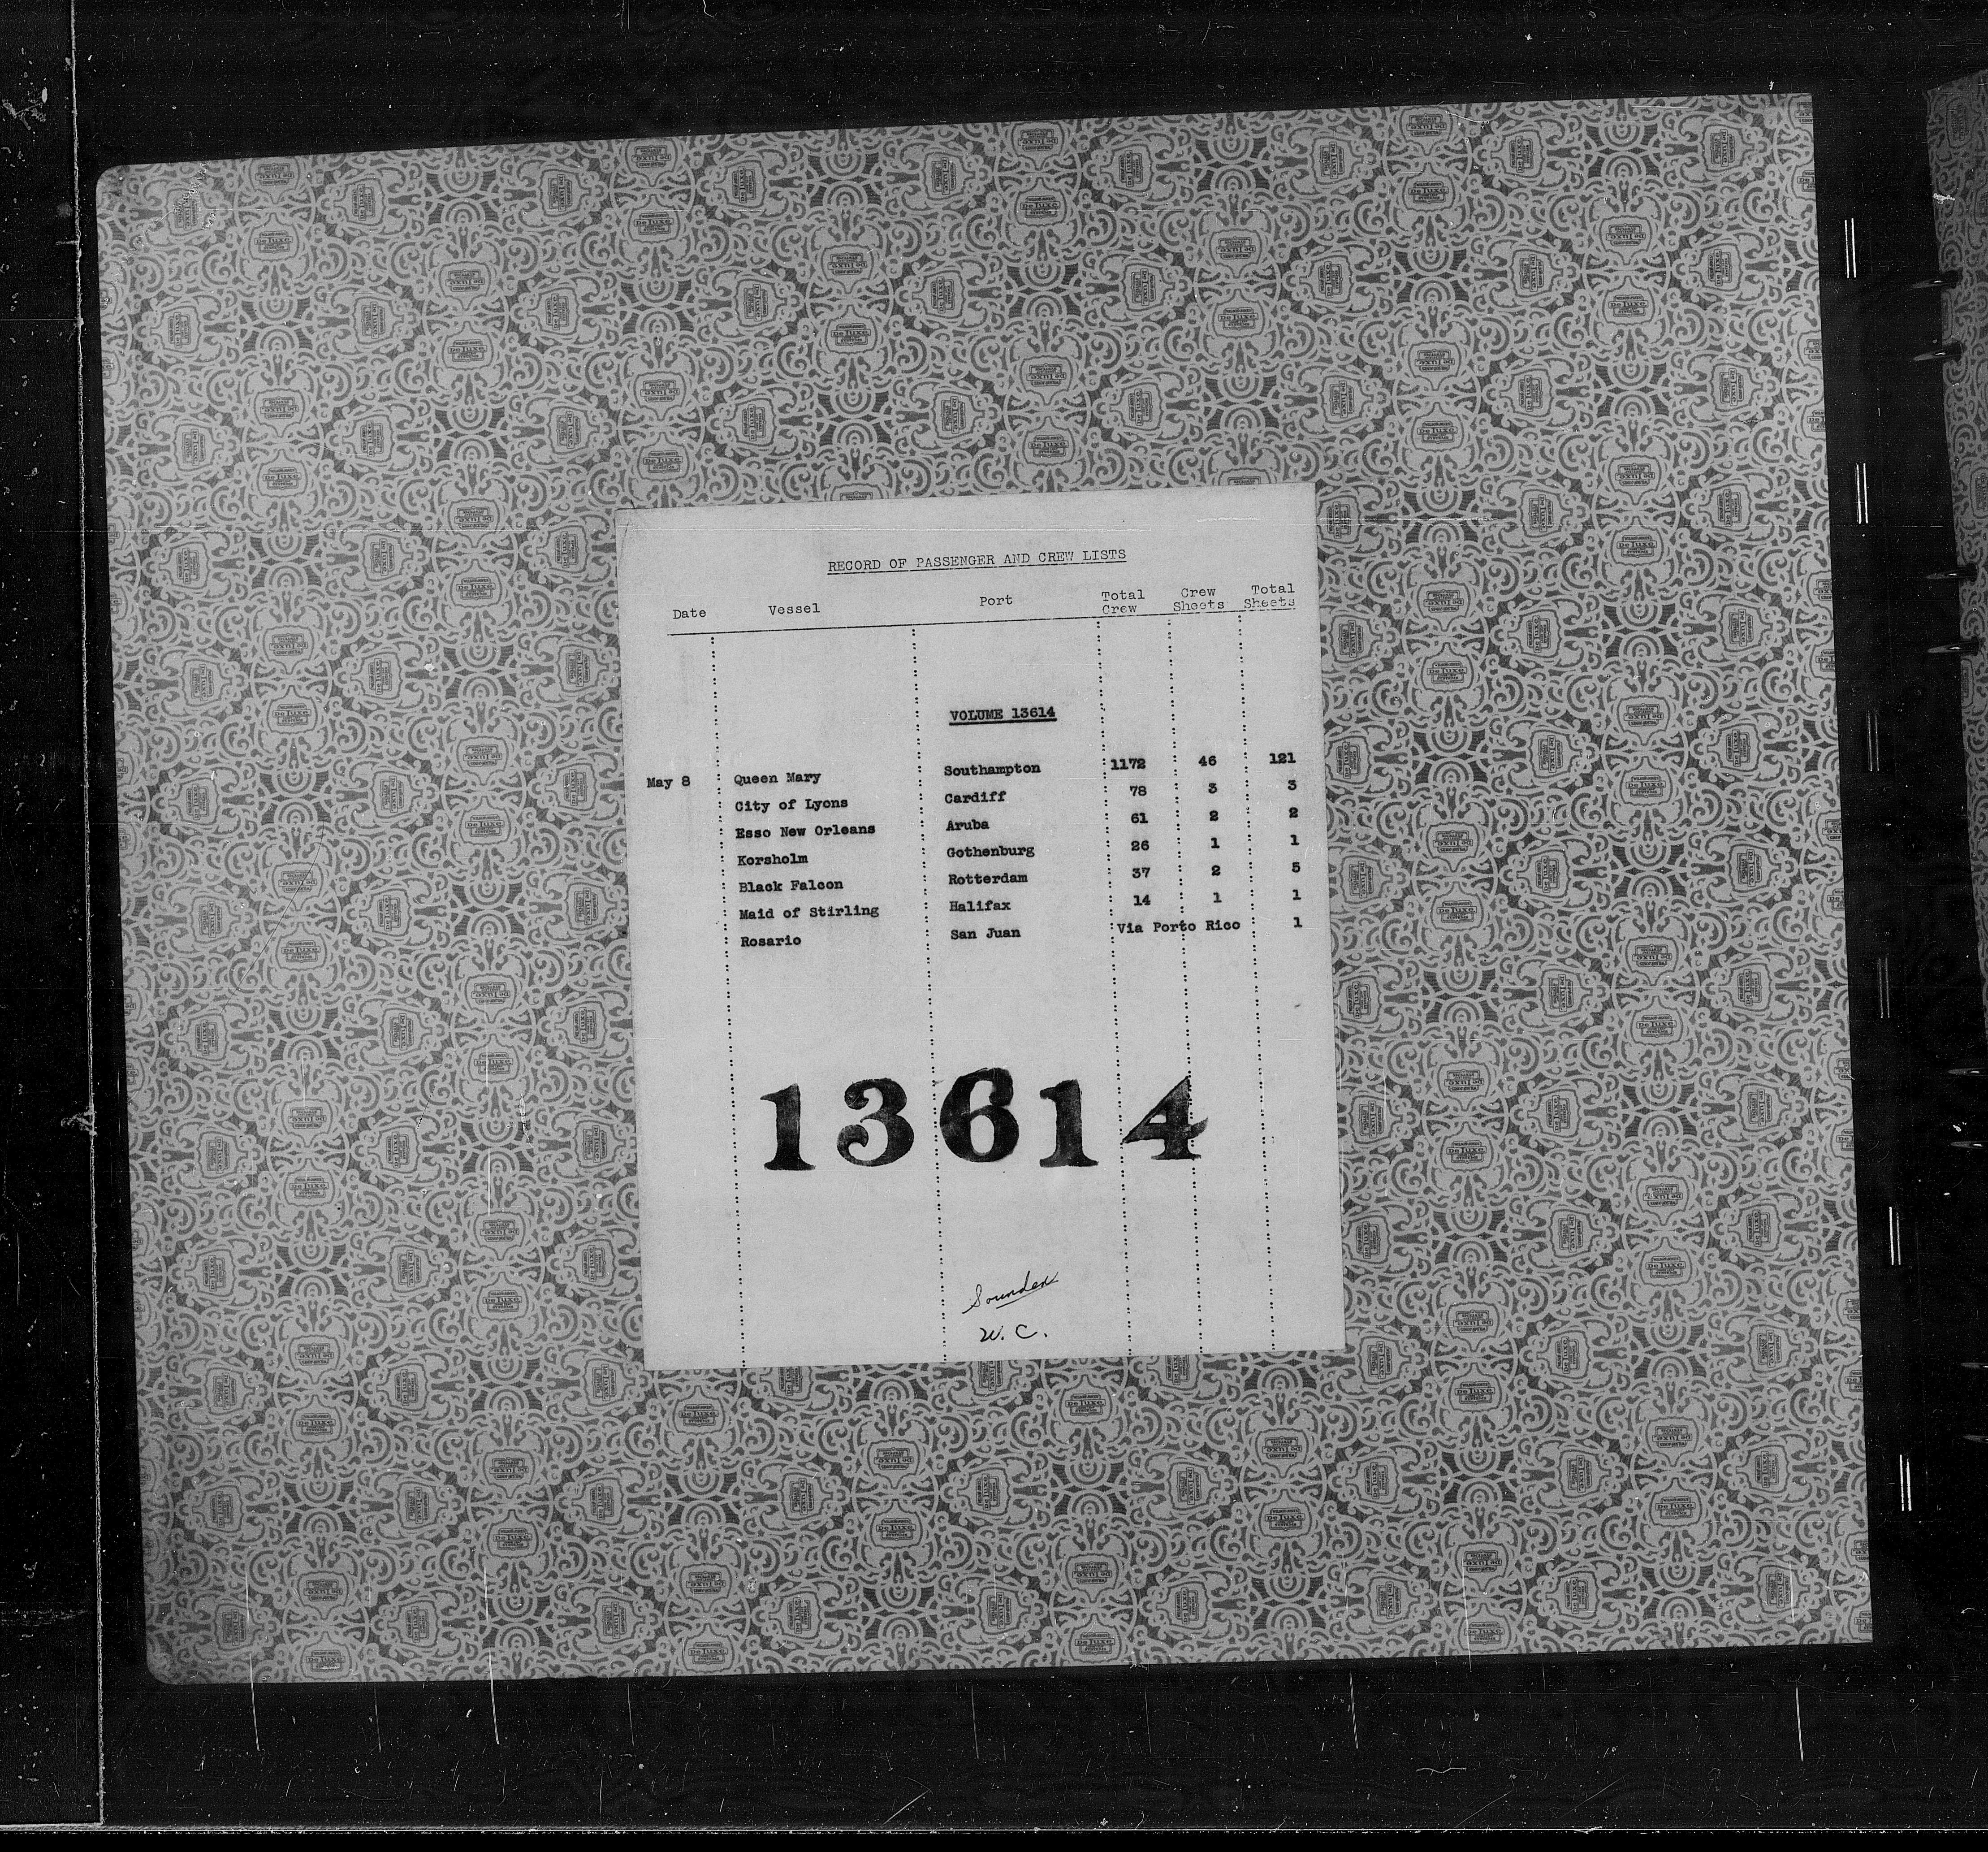 RECORD OF PASSENGER AND CREW LISTS
Date Vessel Port Total Crew Crew Sheets Total Sheets
VOLUME 13614
May 8 Queen Mary Southampton 1172 46 121
City of Lyons Cardiff 78 3 3
Esso New Orleans Aruba 61 2 2
Korsholm Gothenburg 26 1 1
Black Falcon Rotterdam 37 2 5
Maid of Stirling Halifax 14 1 1
Rosario San Juan Via Porto Rico 1
13614
Soundex
W. C.